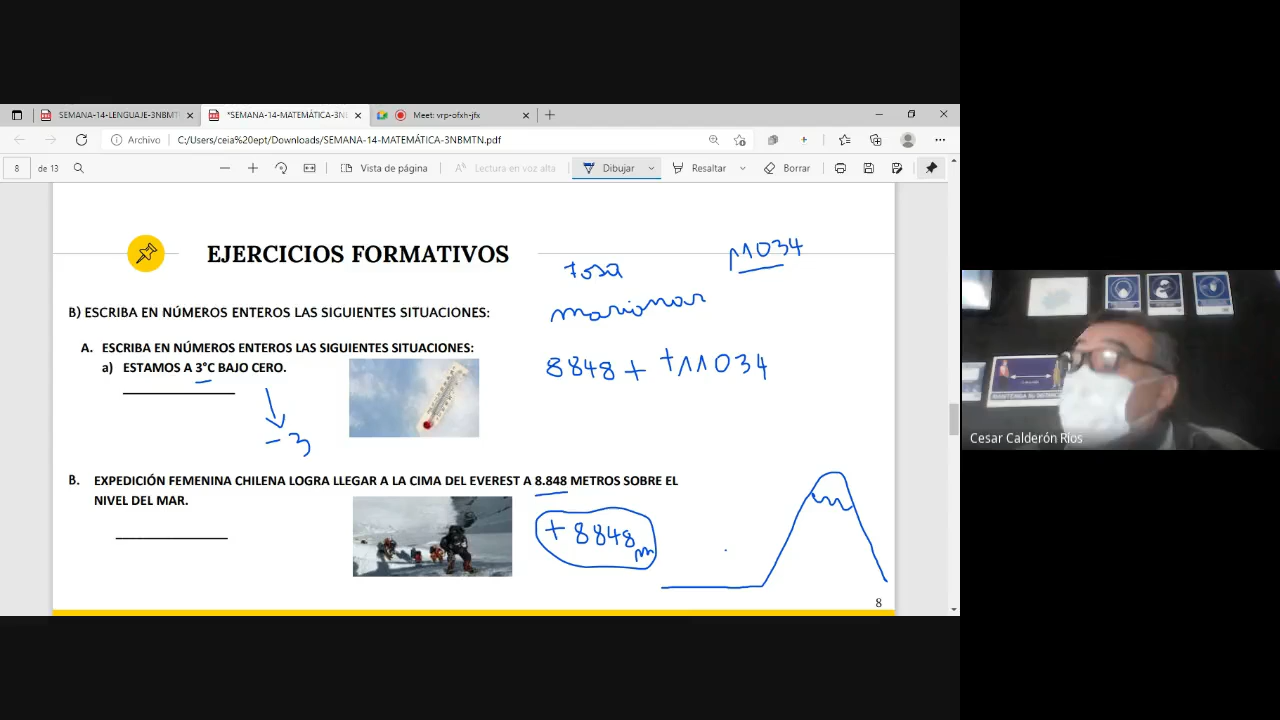 SEMANA-14-LENGUAJE-3NBMT
*SEMANA-14-MATEMÁTICA-3NB
Meet: vrp-ofxh-jfx
Archivo
C:/Users/ceia%20ept/Downloads/SEMANA-14-MATEMÁTICA-3NBMTN.pdf
8
de 13
Vista de página
Lectura en voz alta
Dibujar
Resaltar
Borrar
EJERCICIOS FORMATIVOS
11034
fosa
marianar
B) ESCRIBA EN NÚMEROS ENTEROS LAS SIGUIENTES SITUACIONES:
A. ESCRIBA EN NÚMEROS ENTEROS LAS SIGUIENTES SITUACIONES:
a) ESTAMOS A 3°C BAJO CERO.
8848 + +11034
-3
B. EXPEDICIÓN FEMENINA CHILENA LOGRA LLEGAR A LA CIMA DEL EVEREST A 8.848 METROS SOBRE EL
NIVEL DEL MAR.
+8848 m
8
Cesar Calderón Rios